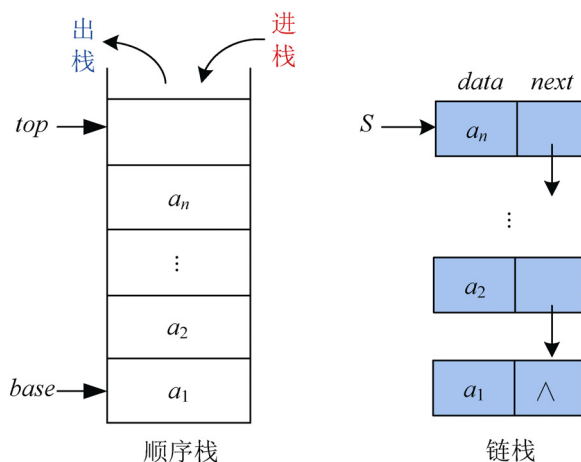 出栈
进栈
top
a_n
⋮
a_2
base
a_1
顺序栈
data next
S
a_n
⋮
a_2
a_1 ∧
链栈